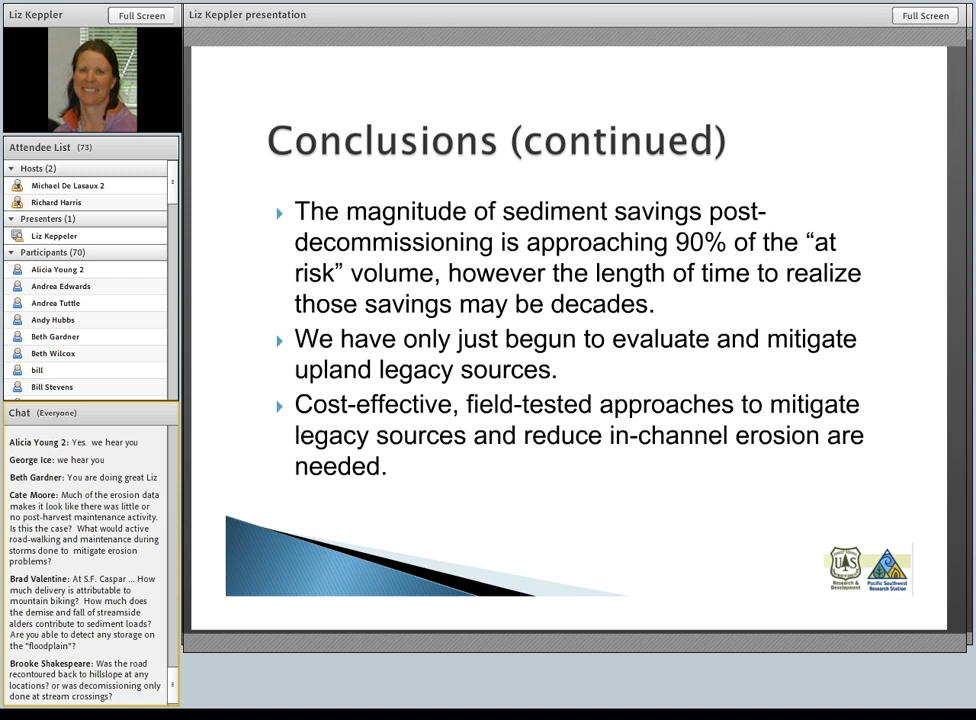 Liz Keppler
Full Screen
Liz Keppler presentation
Full Screen
Attendee List (73)
Hosts (2)
Michael De Lasaux 2
Richard Harris
Presenters (1)
Liz Keppeler
Participants (70)
Alicia Young 2
Andrea Edwards
Andrea Tuttle
Andy Hubbs
Beth Gardner
Beth Wilcox
bill
Bill Stevens
Chat (Everyone)
Alicia Young 2: Yes. we hear you
George Ice: we hear you
Beth Gardner: You are doing great Liz
Cate Moore: Much of the erosion data
makes it look like there was little or
no post-harvest maintenance activity.
Is this the case? What would active
road-walking and maintenance during
storms done to mitigate erosion
problems?
Brad Valentine: At S.F. Caspar ... How
much delivery is attributable to
mountain biking? How much does
the demise and fall of streamside
alders contribute to sediment loads?
Are you able to detect any storage on
the "floodplain"?
Brooke Shakespeare: Was the road
recontoured back to hillslope at any
locations? or was decomissioning only
done at stream crossings?
Conclusions (continued)
The magnitude of sediment savings post-
decommissioning is approaching 90% of the “at
risk” volume, however the length of time to realize
those savings may be decades.
We have only just begun to evaluate and mitigate
upland legacy sources.
Cost-effective, field-tested approaches to mitigate
legacy sources and reduce in-channel erosion are
needed.
UAS
Research &
Development
Pacific Southwest
Research Station